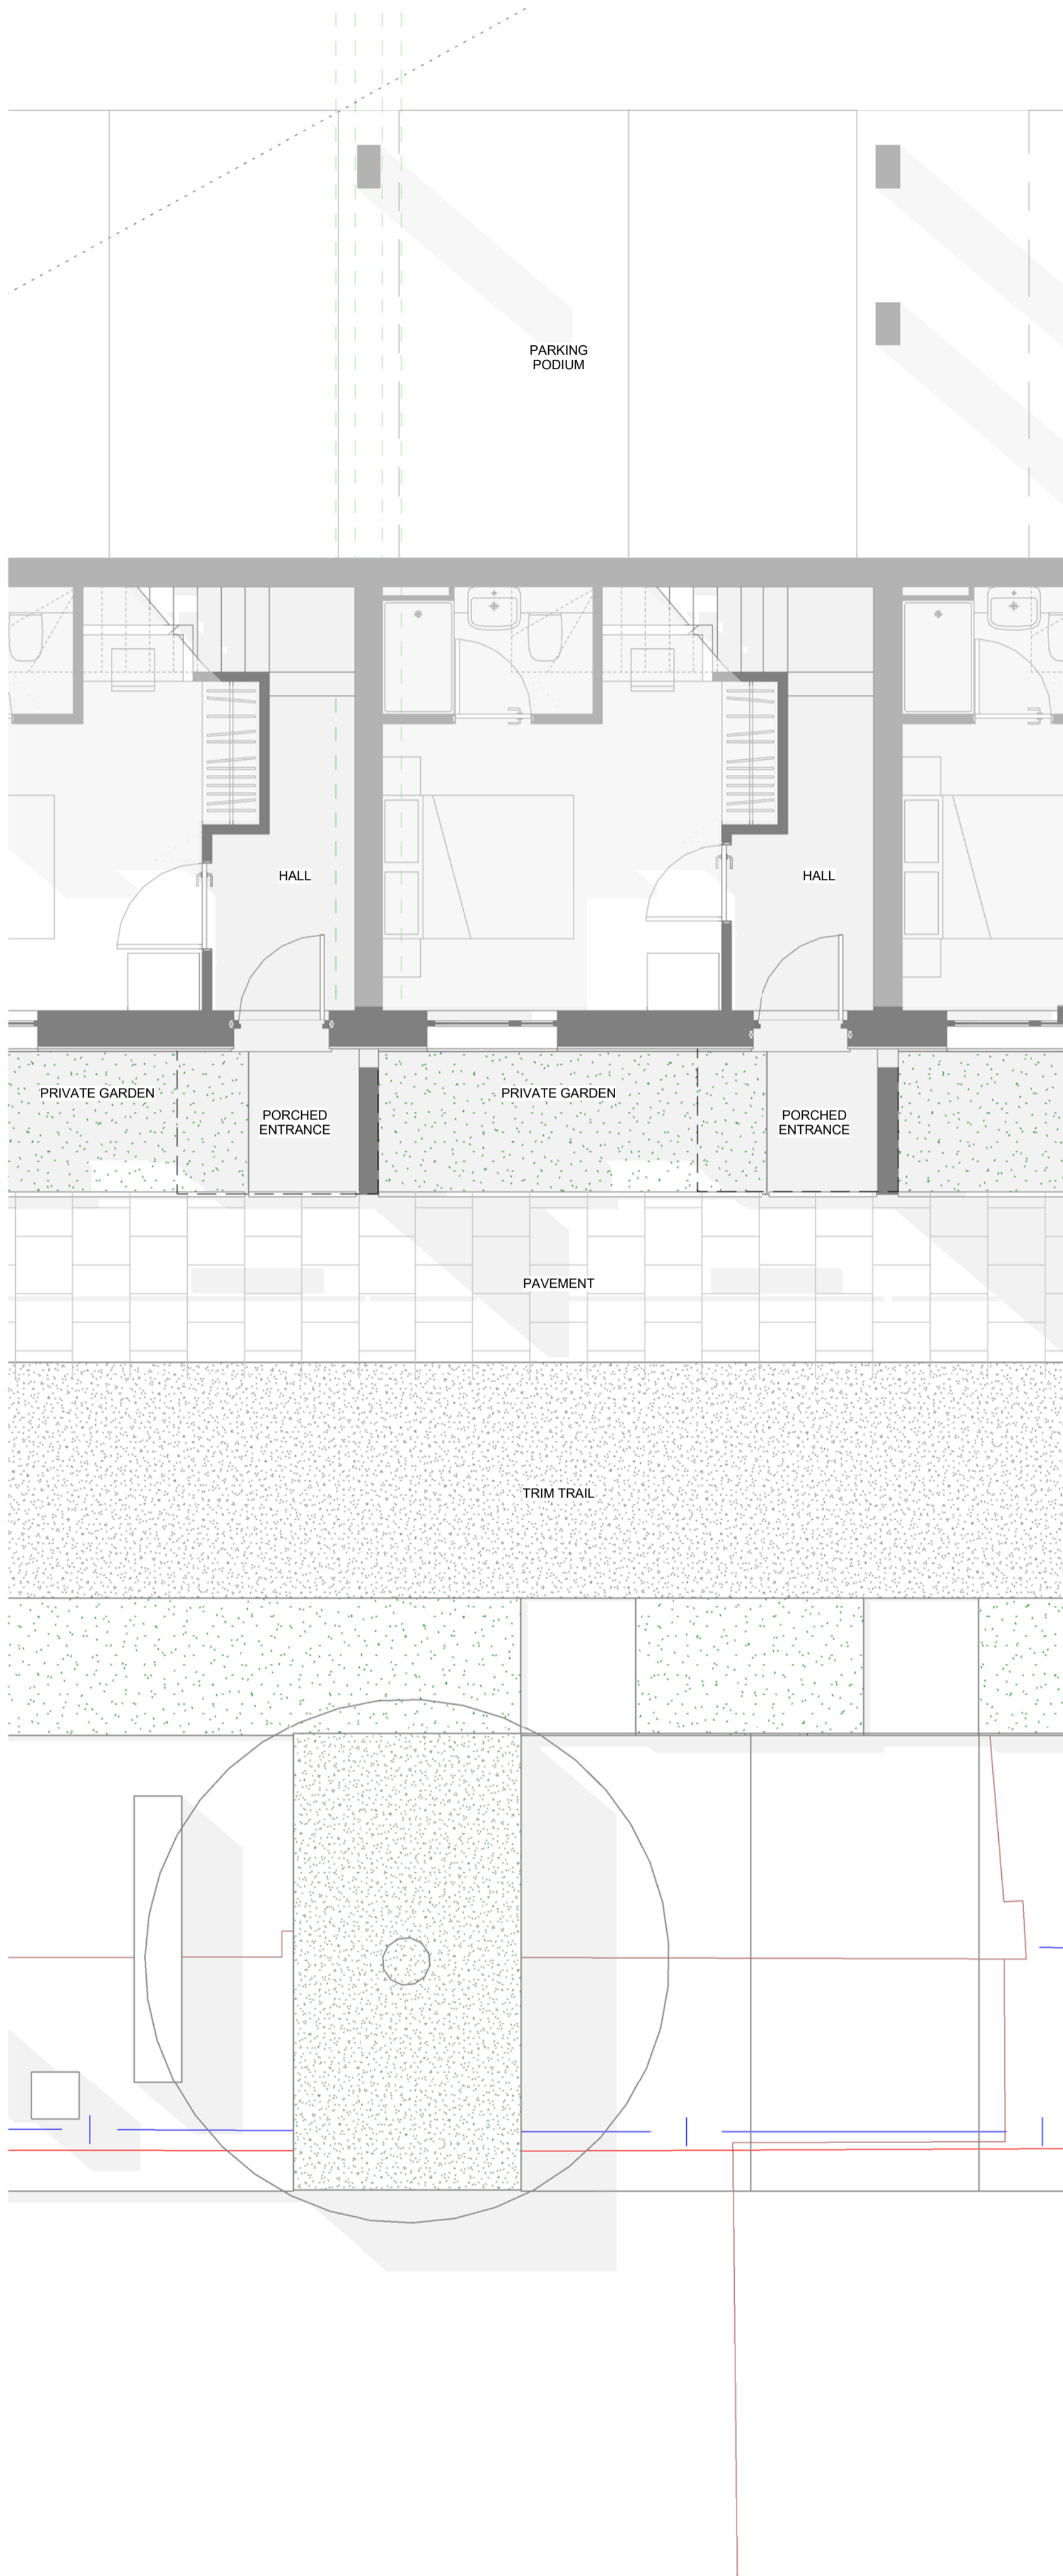 PARKING
PODIUM
HALL
HALL
PRIVATE GARDEN
PRIVATE GARDEN
PORCHED
ENTRANCE
PORCHED
ENTRANCE
PAVEMENT
TRIM TRAIL